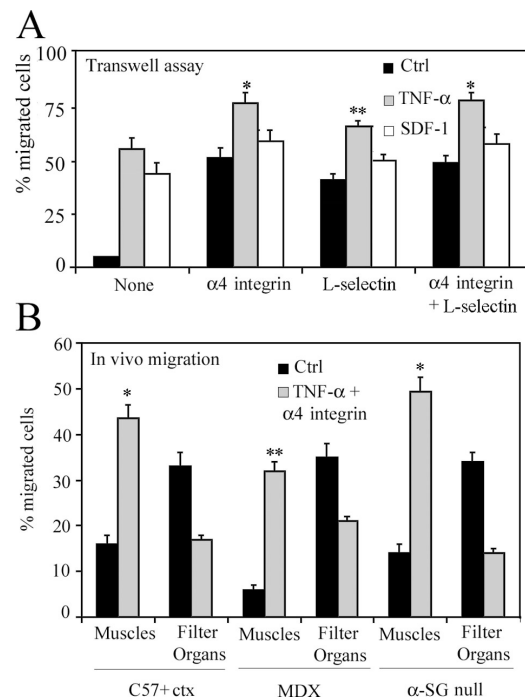 A
100
Transwell assay
Ctrl
TNF-α
SDF-1
* ** *
75
50
25
0
% migrated cells
None α4 integrin L-selectin α4 integrin + L-selectin
B
60
In vivo migration
Ctrl
TNF-α + α4 integrin
* ** *
50
40
30
20
10
0
% migrated cells
Muscles Filter Organs Muscles Filter Organs Muscles Filter Organs
C57+ctx MDX α-SG null